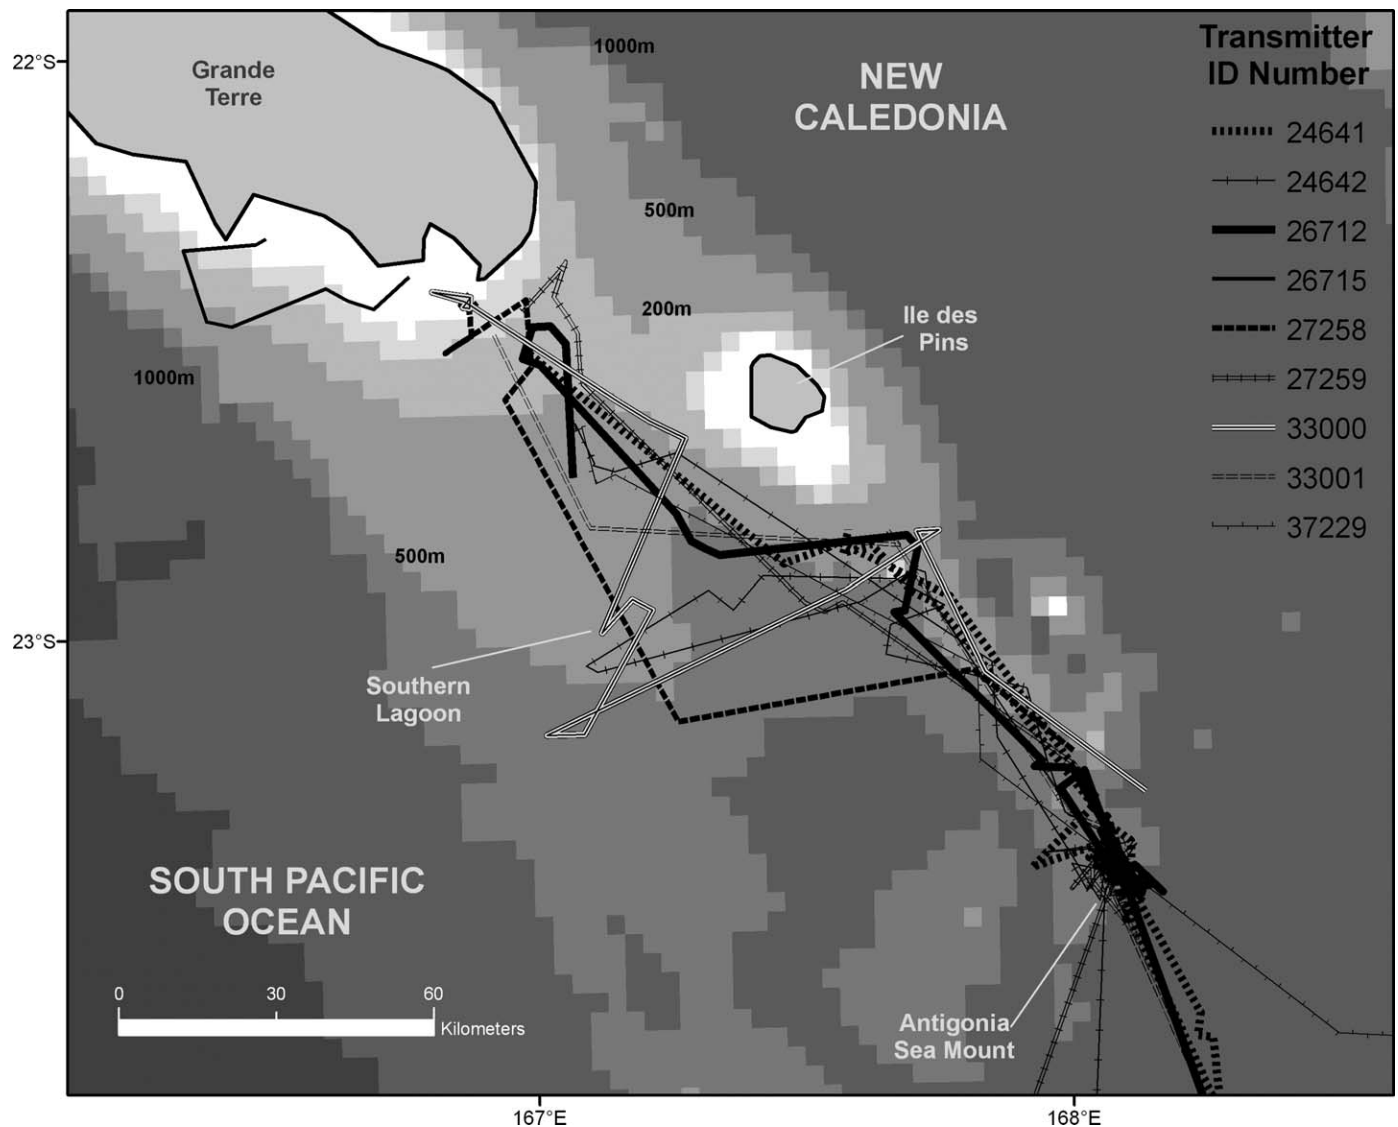 22°S
23°S
167°E
168°E
Grande
Terre
1000m
NEW
CALEDONIA
500m
200m
Ile des
Pins
1000m
500m
Southern
Lagoon
SOUTH PACIFIC
OCEAN
0 30 60
Kilometers
Antigonia
Sea Mount
Transmitter
ID Number
24641
24642
26712
26715
27258
27259
33000
33001
37229